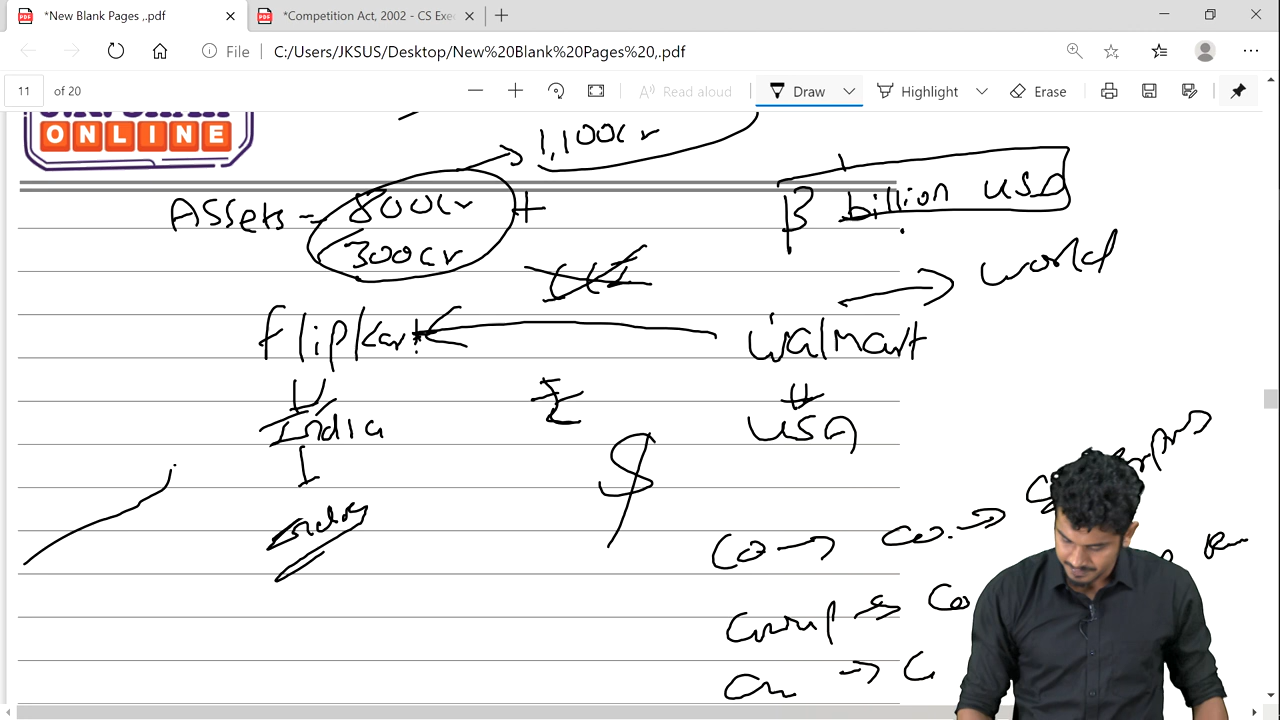 *New Blank Pages ,.pdf
*Competition Act, 2002 - CS Exec
File
C:/Users/JKSUS/Desktop/New%20Blank%20Pages%20,.pdf
11 of 20
Read aloud
Draw
Highlight
Erase
ONLINE
1,100cr
Assets - 800cr +
300cr
billion USD
world
Flipkart
Walmart
India
USA
$
Co → Co. →
Group → Co